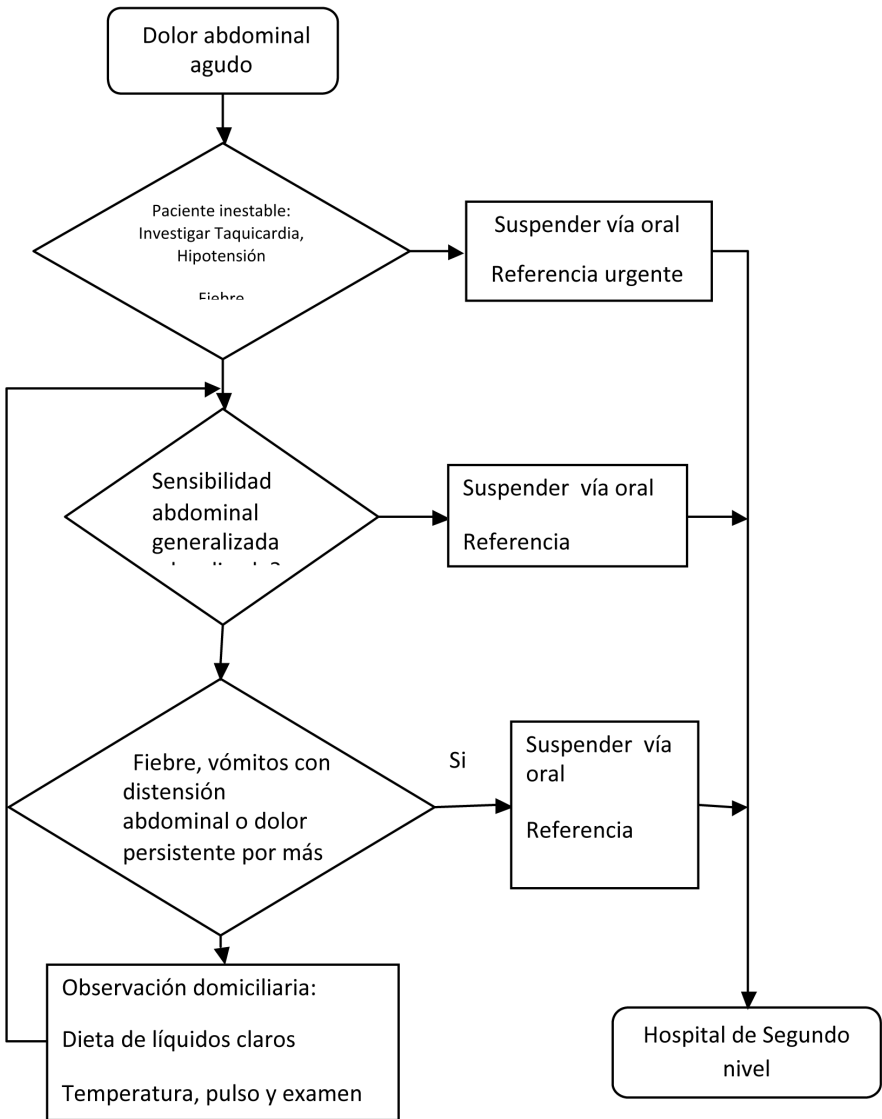 Dolor abdominal
agudo
Paciente inestable:
Investigar Taquicardia,
Hipotensión
Fiebre
Suspender vía oral
Referencia urgente
Sensibilidad
abdominal
generalizada
Suspender vía oral
Referencia
Fiebre, vómitos con
distensión
abdominal o dolor
persistente por más
Si
Suspender vía
oral
Referencia
Observación domiciliaria:
Dieta de líquidos claros
Temperatura, pulso y examen
Hospital de Segundo
nivel